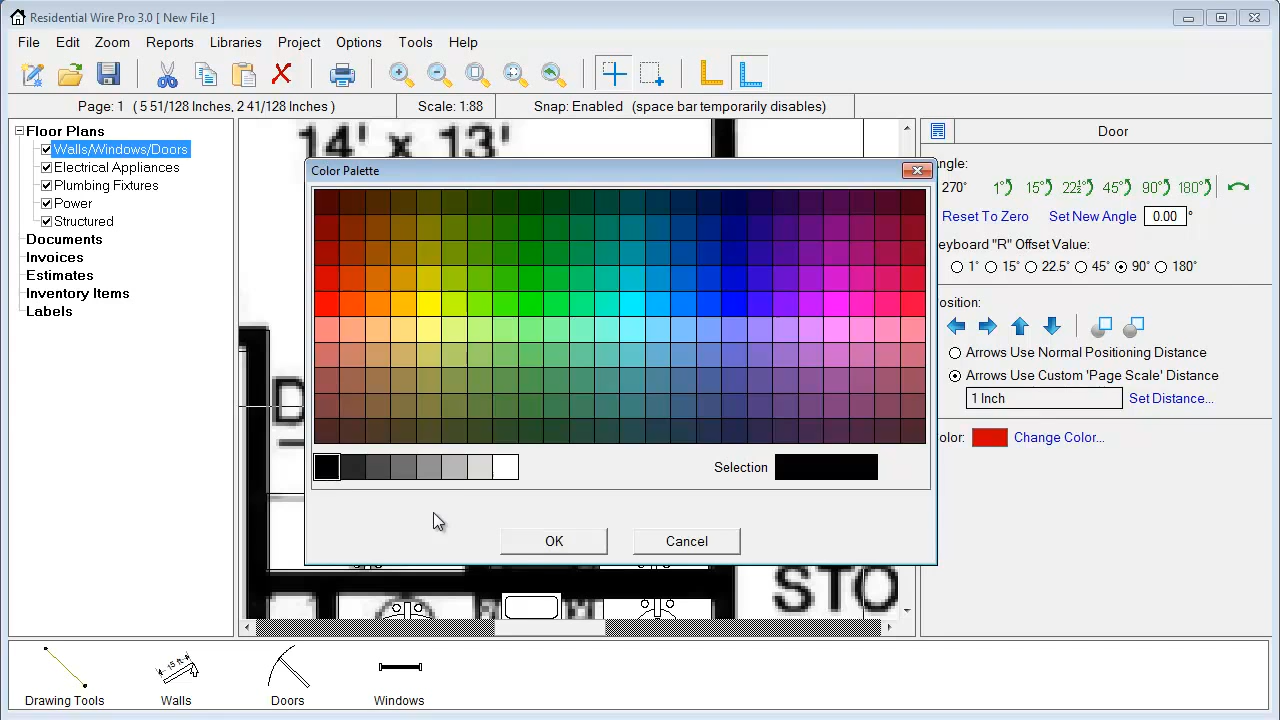 Residential Wire Pro 3.0 [ New File ]
File Edit Zoom Reports Libraries Project Options Tools Help
Page: 1 ( 5 51/128 Inches, 2 41/128 Inches ) Scale: 1:88 Snap: Enabled (space bar temporarily disables)
Floor Plans
Walls/Windows/Doors
Electrical Appliances
Plumbing Fixtures
Power
Structured
Documents
Invoices
Estimates
Inventory Items
Labels
14' x 13'
D
STO
Color Palette
Selection
OK Cancel
Door
ngle:
270° 1° 15° 22½° 45° 90° 180°
Reset To Zero Set New Angle 0.00 °
eyboard "R" Offset Value:
1° 15° 22.5° 45° 90° 180°
osition:
Arrows Use Normal Positioning Distance
Arrows Use Custom 'Page Scale' Distance
1 Inch Set Distance...
olor: Change Color...
15 ft.
Drawing Tools Walls Doors Windows